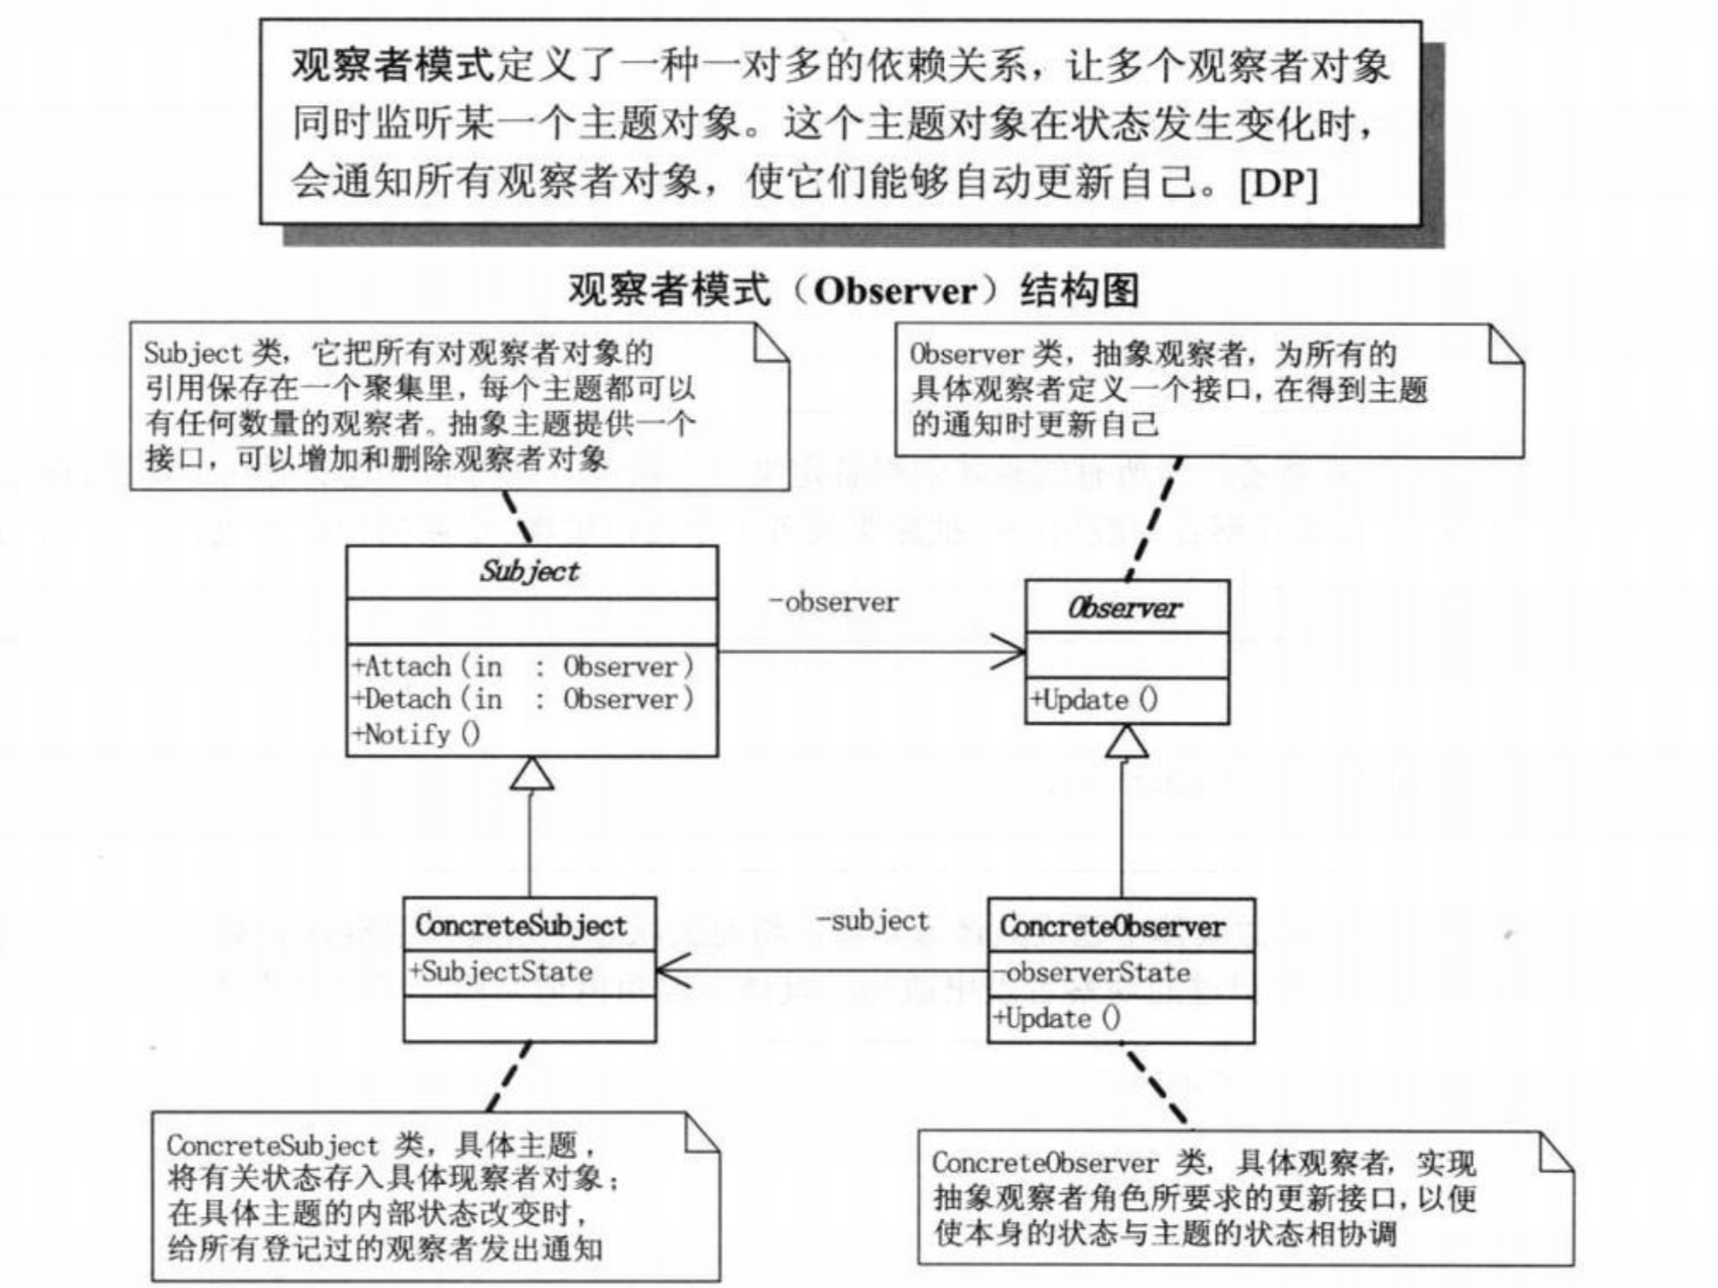 观察者模式定义了一种一对多的依赖关系，让多个观察者对象
同时监听某一个主题对象。这个主题对象在状态发生变化时，
会通知所有观察者对象，使它们能够自动更新自己。[DP]
观察者模式（Observer）结构图
Subject 类，它把所有对观察者对象的
引用保存在一个聚集里，每个主题都可以
有任何数量的观察者。抽象主题提供一个
接口，可以增加和删除观察者对象
Observer 类，抽象观察者，为所有的
具体观察者定义一个接口，在得到主题
的通知时更新自己
Subject
+Attach(in : Observer)
+Detach(in : Observer)
+Notify()
-observer
Observer
+Update()
ConcreteSubject
+SubjectState
-subject
ConcreteObserver
-observerState
+Update()
ConcreteSubject 类，具体主题，
将有关状态存入具体现察者对象；
在具体主题的内部状态改变时，
给所有登记过的观察者发出通知
ConcreteObserver 类，具体观察者，实现
抽象观察者角色所要求的更新接口，以便
使本身的状态与主题的状态相协调